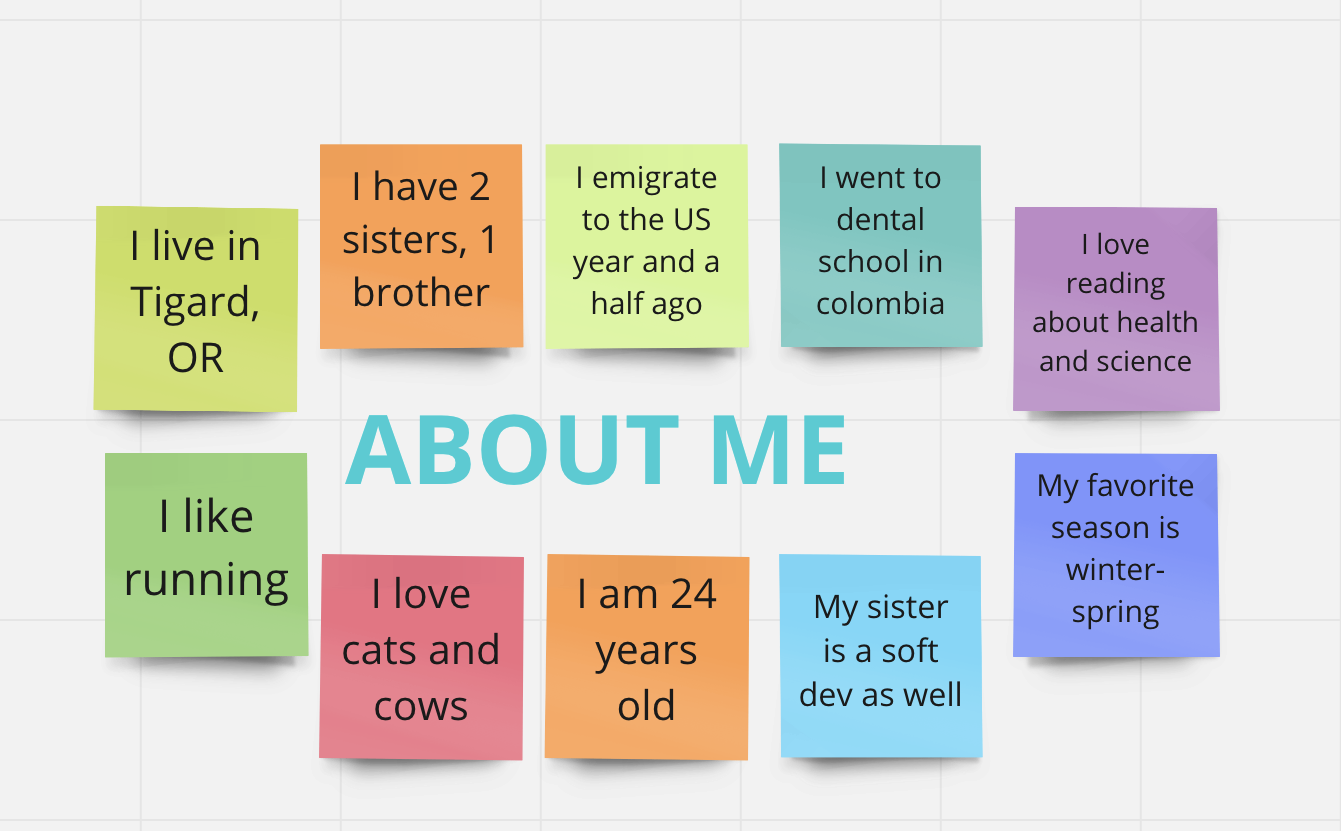 I live in
Tigard,
OR
I have 2
sisters, 1
brother
I emigrate
to the US
year and a
half ago
I went to
dental
school in
colombia
I love
reading
about health
and science
ABOUT ME
I like
running
I love
cats and
cows
I am 24
years
old
My sister
is a soft
dev as well
My favorite
season is
winter-
spring